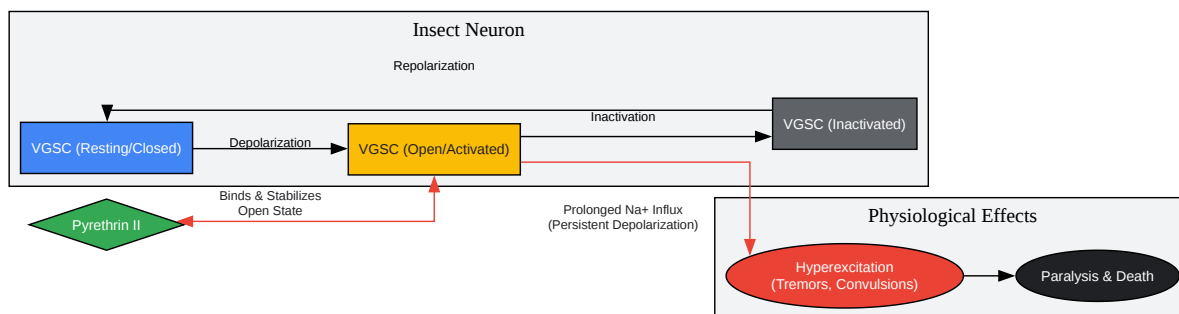 Insect Neuron
Repolarization
VGSC (Resting/Closed)
Depolarization
VGSC (Open/Activated)
Inactivation
VGSC (Inactivated)
Binds & Stabilizes
Open State
Pyrethrin II
Prolonged Na+ Influx
(Persistent Depolarization)
Physiological Effects
Hyperexcitation
(Tremors, Convulsions)
Paralysis & Death